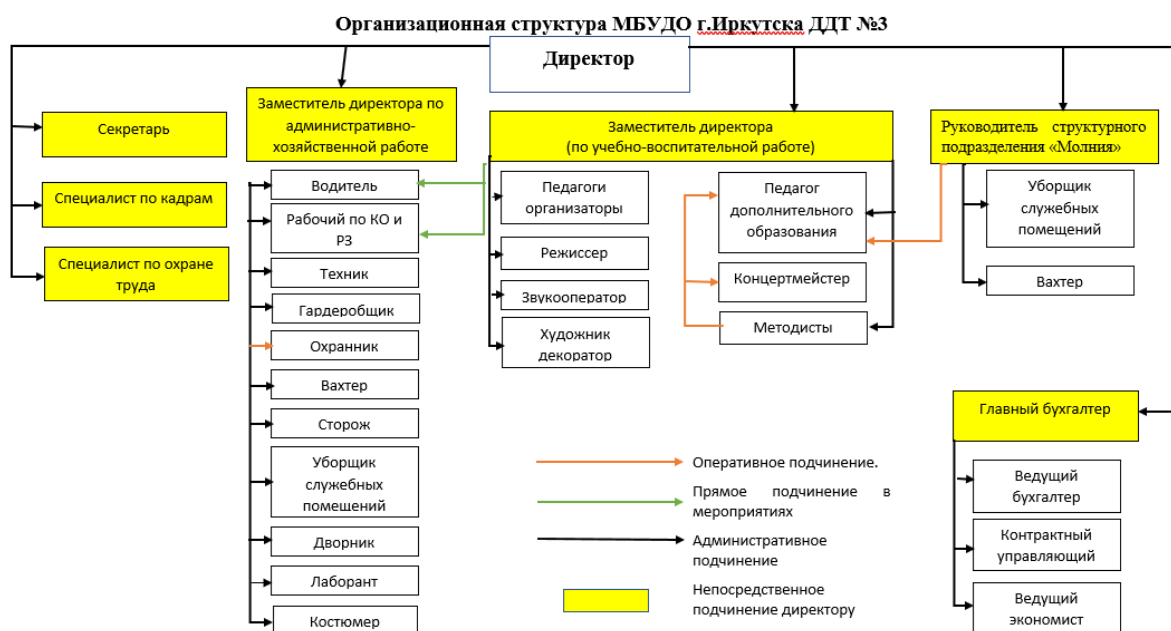 Организационная структура МБУДО г.Иркутска ДДТ №3
Директор
Секретарь
Специалист по кадрам
Специалист по охране
труда
Заместитель директора по
административно-
хозяйственной работе
Водитель
Рабочий по КО и
РЗ
Техник
Гардеробщик
Охранник
Вахтер
Сторож
Уборщик
служебных
помещений
Дворник
Лаборант
Костюмер
Заместитель директора
(по учебно-воспитательной работе)
Педагоги
организаторы
Режиссер
Звукооператор
Художник
декоратор
Педагог
дополнительного
образования
Концертмейстер
Методисты
Руководитель структурного
подразделения «Молния»
Уборщик
служебных
помещений
Вахтер
Главный бухгалтер
Ведущий
бухгалтер
Контрактный
управляющий
Ведущий
экономист
Оперативное подчинение.
Прямое подчинение в
мероприятиях
Административное
подчинение
Непосредственное
подчинение директору